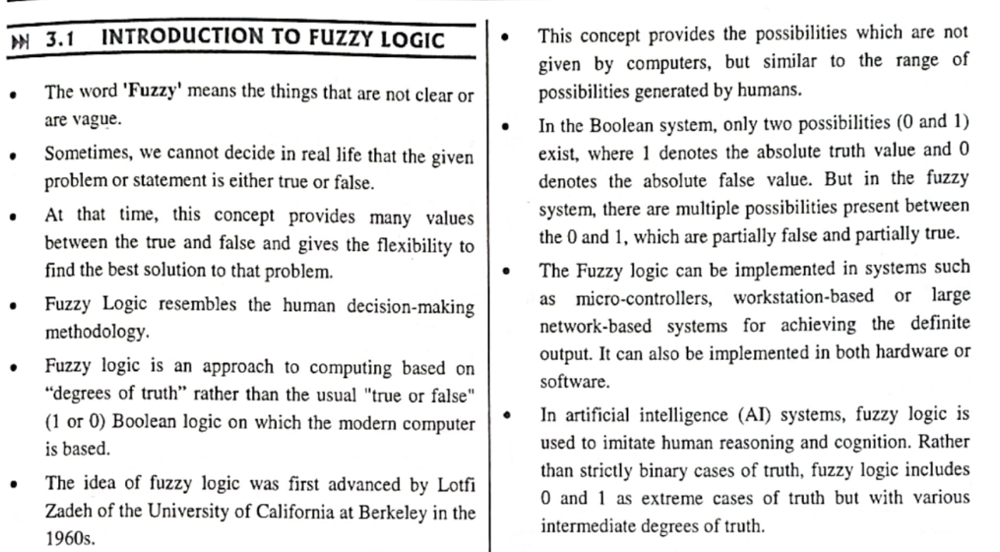 3.1 INTRODUCTION TO FUZZY LOGIC
• The word 'Fuzzy' means the things that are not clear or
are vague.
• Sometimes, we cannot decide in real life that the given
problem or statement is either true or false.
• At that time, this concept provides many values
between the true and false and gives the flexibility to
find the best solution to that problem.
• Fuzzy Logic resembles the human decision-making
methodology.
• Fuzzy logic is an approach to computing based on
“degrees of truth” rather than the usual "true or false"
(1 or 0) Boolean logic on which the modern computer
is based.
• The idea of fuzzy logic was first advanced by Lotfi
Zadeh of the University of California at Berkeley in the
1960s.
• This concept provides the possibilities which are not
given by computers, but similar to the range of
possibilities generated by humans.
• In the Boolean system, only two possibilities (0 and 1)
exist, where 1 denotes the absolute truth value and 0
denotes the absolute false value. But in the fuzzy
system, there are multiple possibilities present between
the 0 and 1, which are partially false and partially true.
• The Fuzzy logic can be implemented in systems such
as micro-controllers, workstation-based or large
network-based systems for achieving the definite
output. It can also be implemented in both hardware or
software.
• In artificial intelligence (AI) systems, fuzzy logic is
used to imitate human reasoning and cognition. Rather
than strictly binary cases of truth, fuzzy logic includes
0 and 1 as extreme cases of truth but with various
intermediate degrees of truth.